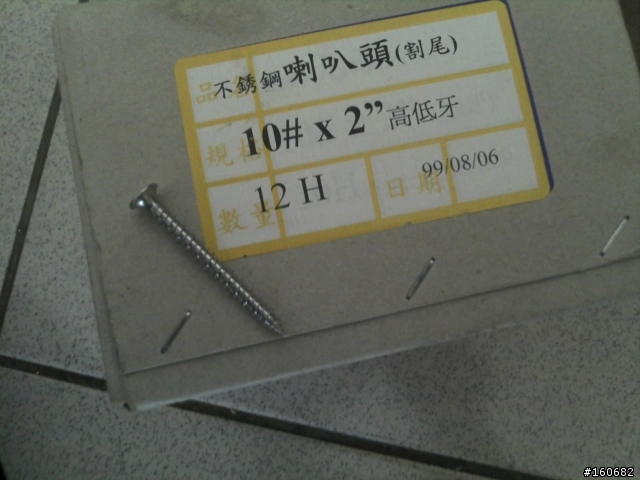 品名 不銹鋼喇叭頭(割尾)
規格 10# x 2” 高低牙
數量 12 H 日期 99/08/06
#160682